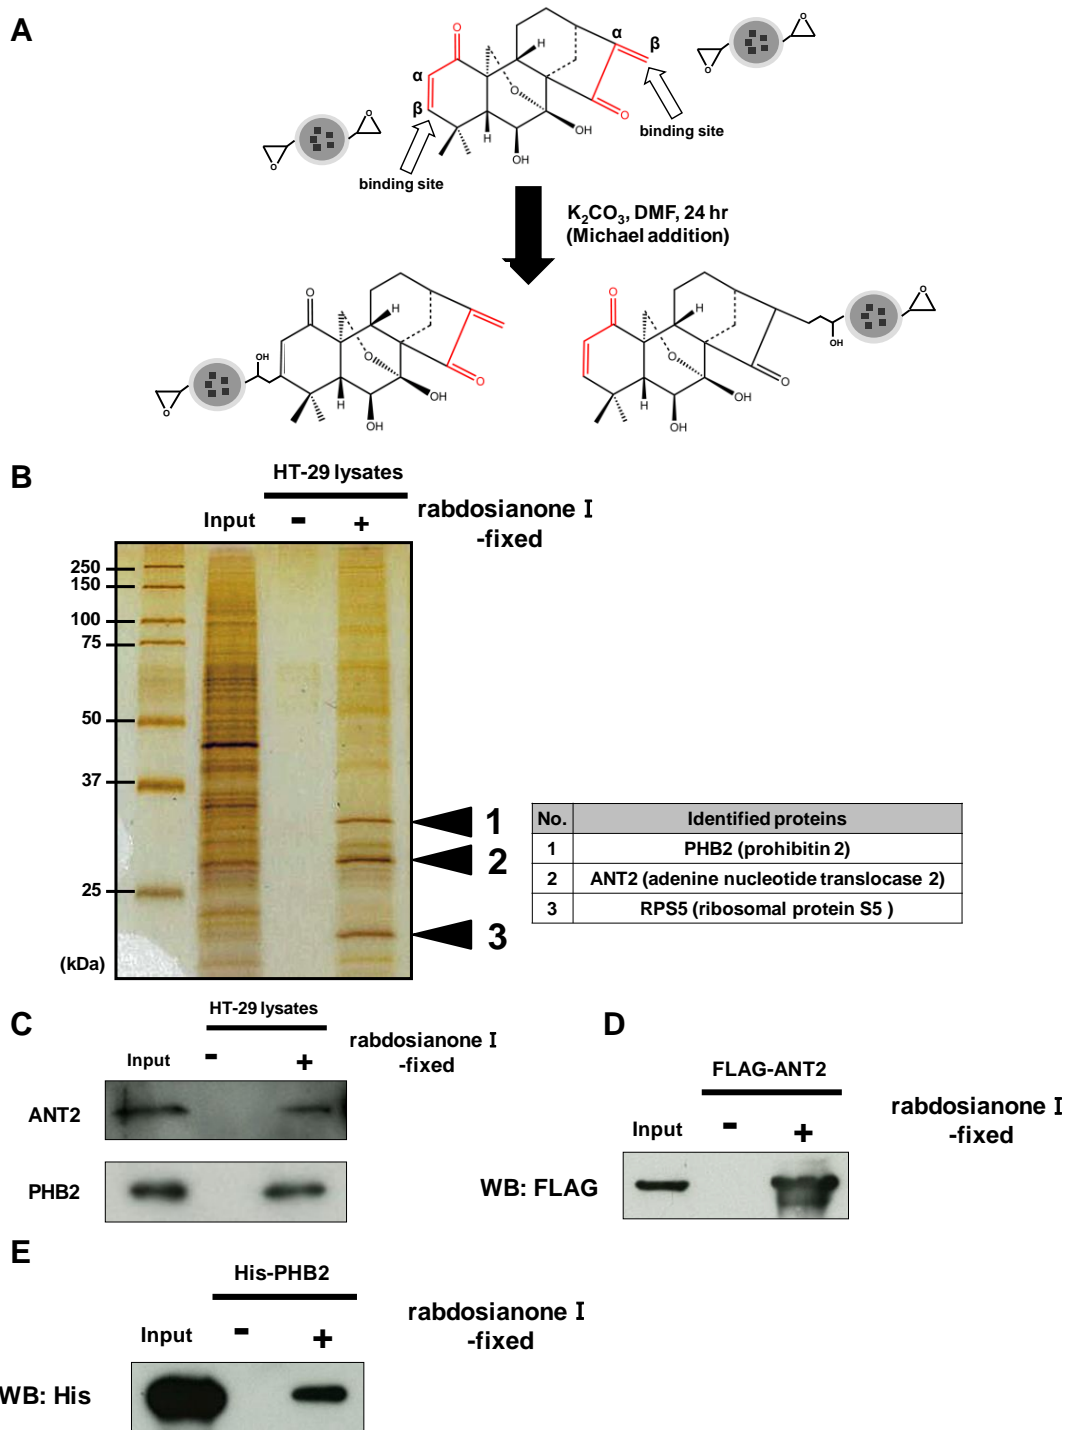 A
O
O
α
β
H
α
β
O
O
binding site
OH
H
OH
O
O
binding site
K2CO3, DMF, 24 hr
(Michael addition)
O
H
O
OH
O
OH
H
OH
O
O
H
O
OH
O
OH
H
OH
O
B
HT-29 lysates
Input - + rabdosianone I
-fixed
250
150
100
75
50
37
25
(kDa)
1
2
3
No. Identified proteins
1 PHB2 (prohibitin 2)
2 ANT2 (adenine nucleotide translocase 2)
3 RPS5 (ribosomal protein S5 )
C
HT-29 lysates
Input - + rabdosianone I
-fixed
ANT2
PHB2
D
FLAG-ANT2
Input - + rabdosianone I
-fixed
WB: FLAG
E
His-PHB2
Input - + rabdosianone I
-fixed
WB: His